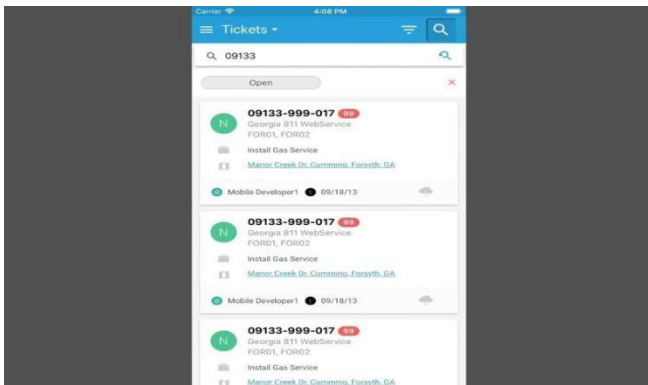 Carrier 4:08 PM
Tickets
09133
Open
09133-999-017 99
N
Georgia 811 WebService
FOR01, FOR02
Install Gas Service
Manor Creek Dr, Cumming, Forsyth, GA
Mobile Developer1 09/18/13
09133-999-017 99
N
Georgia 811 WebService
FOR01, FOR02
Install Gas Service
Manor Creek Dr, Cumming, Forsyth, GA
Mobile Developer1 09/18/13
09133-999-017 99
N
Georgia 811 WebService
FOR01, FOR02
Install Gas Service
Manor Creek Dr, Cumming, Forsyth, GA